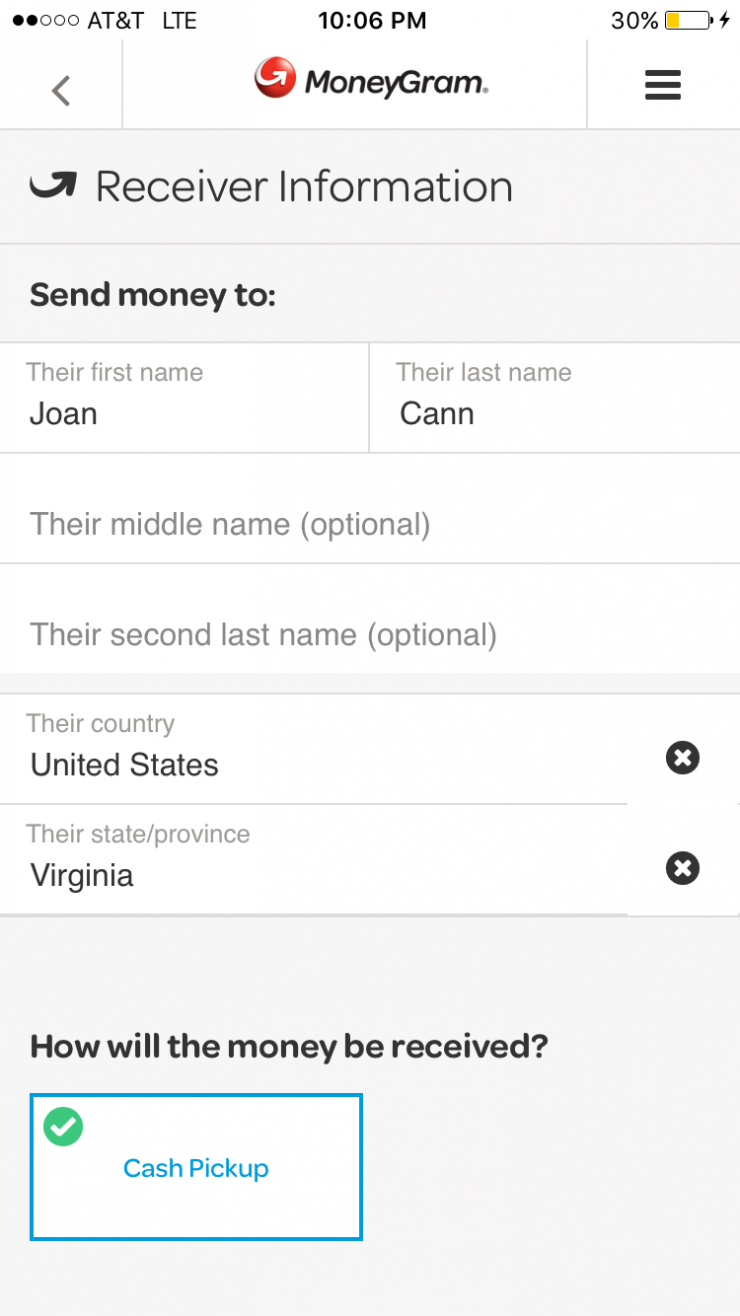 AT&T LTE 10:06 PM 30%
MoneyGram.
Receiver Information
Send money to:
Their first name
Joan
Their last name
Cann
Their middle name (optional)
Their second last name (optional)
Their country
United States
Their state/province
Virginia
How will the money be received?
Cash Pickup